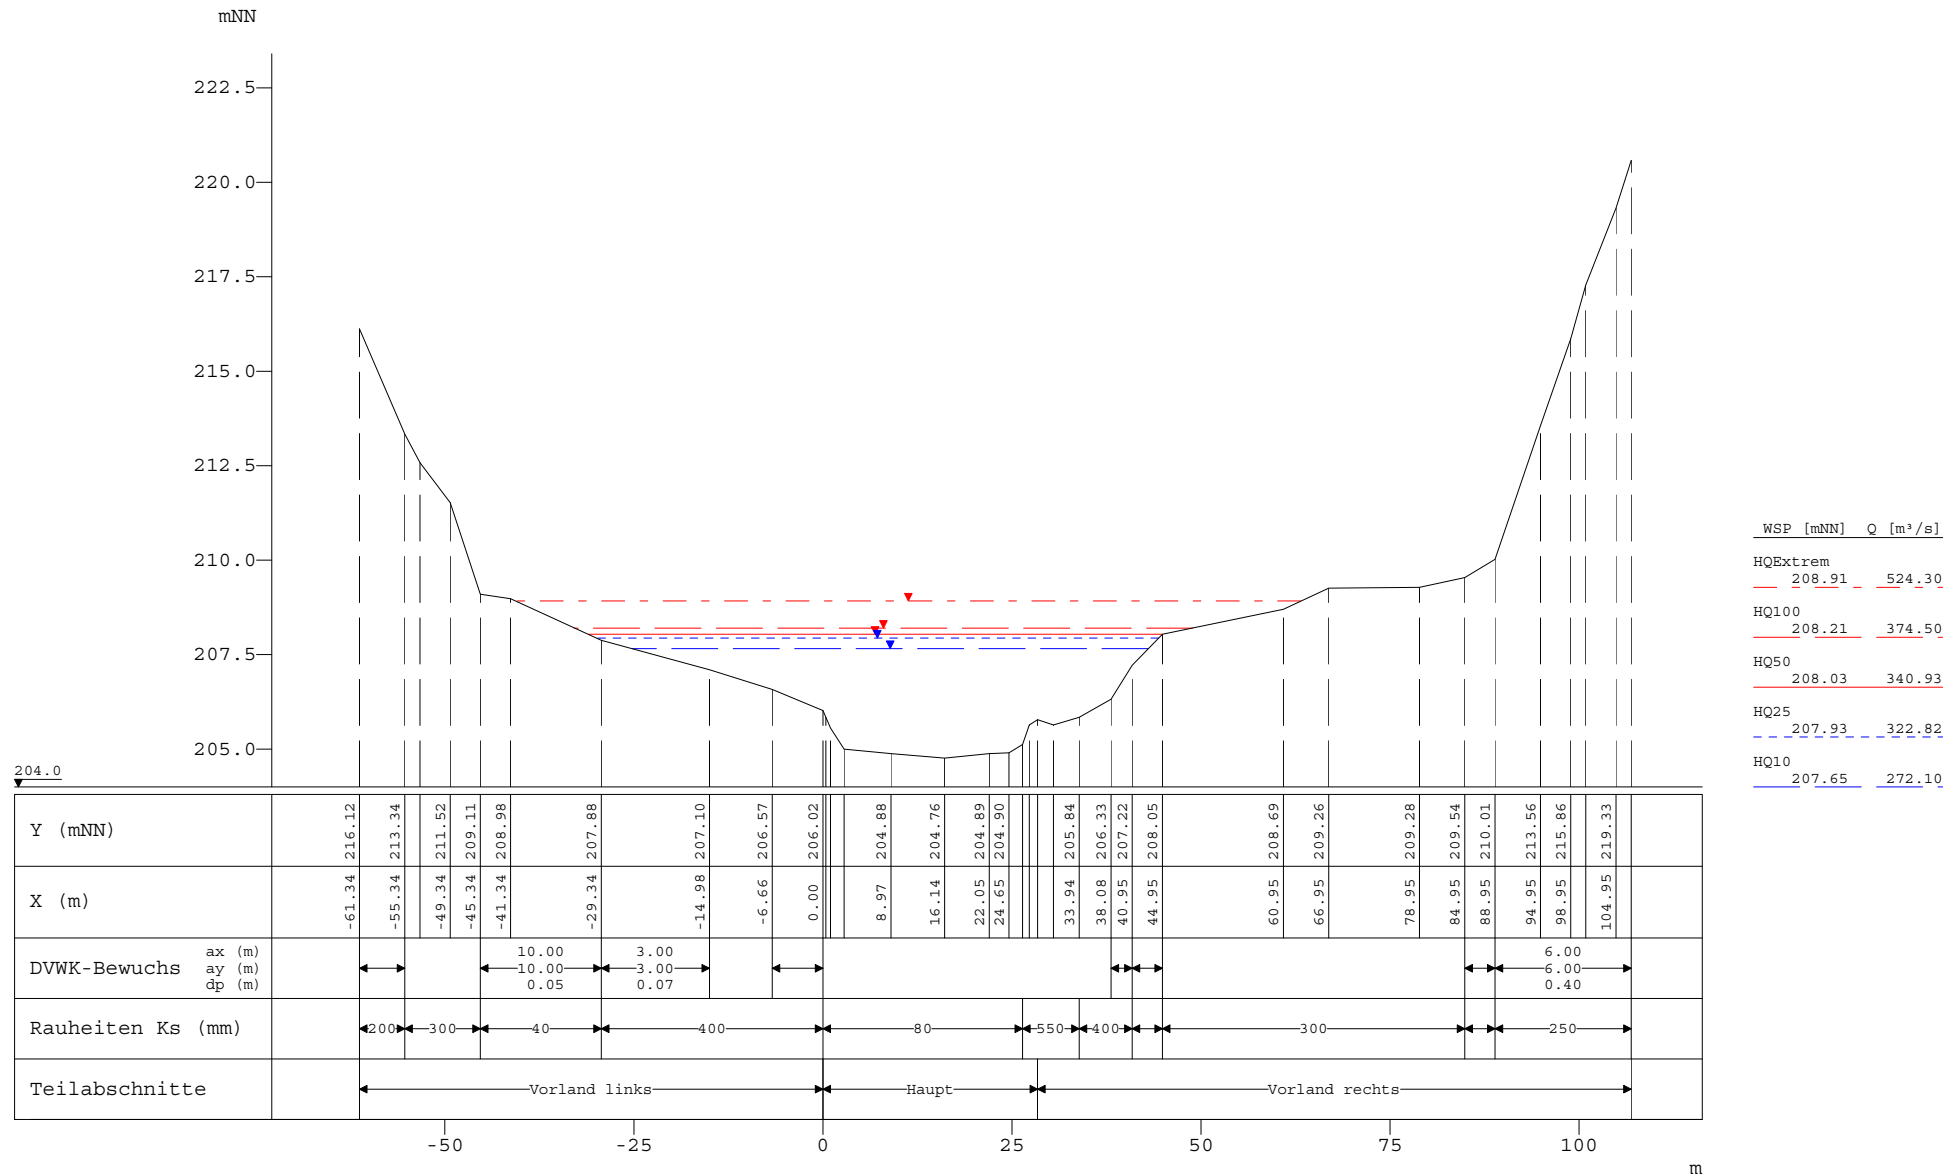 mNN
222.5
220.0
217.5
215.0
212.5
210.0
207.5
205.0
204.0
WSP [mNN] Q [m³/s]
HQExtrem
208.91 524.30
HQ100
208.21 374.50
HQ50
208.03 340.93
HQ25
207.93 322.82
HQ10
207.65 272.10
Y (mNN) 216.12 213.34 211.52 209.11 208.98 207.88 207.10 206.57 206.02 204.88 204.76 204.89 204.90 205.84 206.33 207.22 208.05 208.69 209.26 209.28 209.54 210.01 213.56 215.86 219.33
X (m) -61.34 -55.34 -49.34 -45.34 -41.34 -29.34 -14.98 -6.66 0.00 8.97 16.14 22.05 24.65 33.94 38.08 40.95 44.95 60.95 66.95 78.95 84.95 88.95 94.95 98.95 104.95
DVWK-Bewuchs
ax (m) 10.00 3.00 6.00
ay (m) 10.00 3.00 6.00
dp (m) 0.05 0.07 0.40
Rauheiten Ks (mm) 200 300 40 400 80 550 400 300 250
Teilabschnitte Vorland links Haupt Vorland rechts
-50 -25 0 25 50 75 100
m